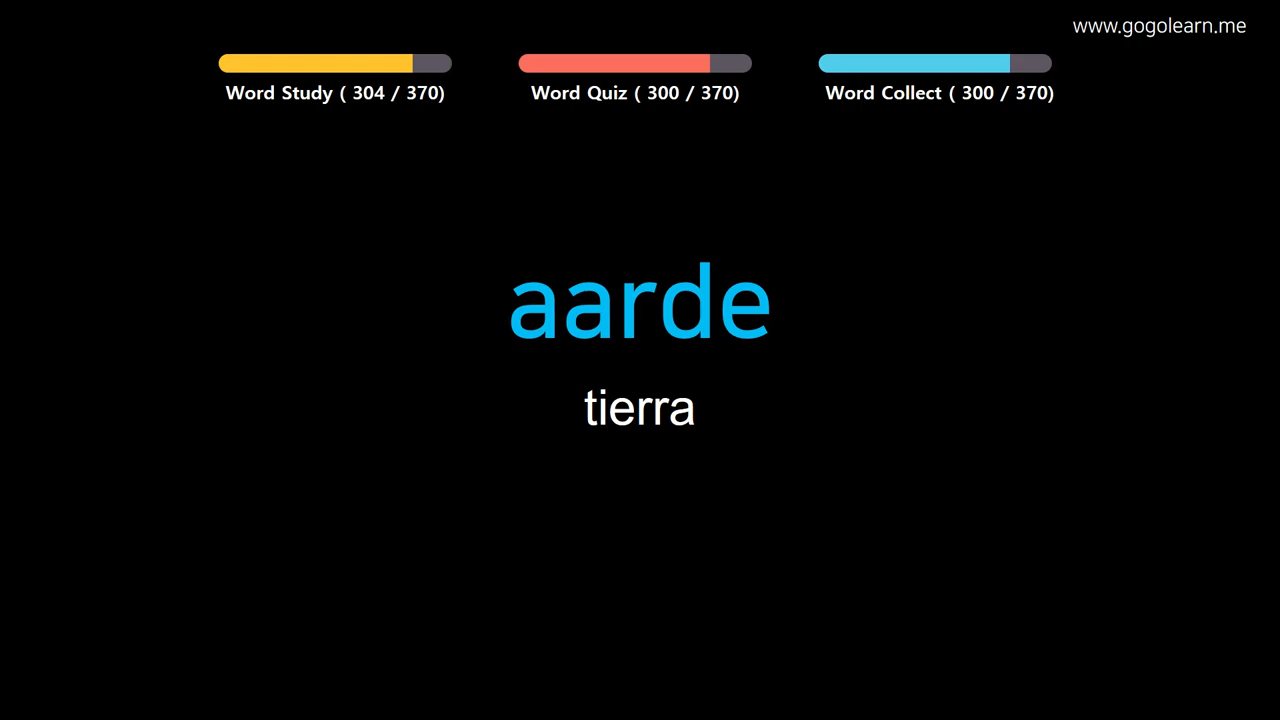 www.gogolearn.me
Word Study ( 304 / 370)
Word Quiz ( 300 / 370)
Word Collect ( 300 / 370)
aarde
tierra